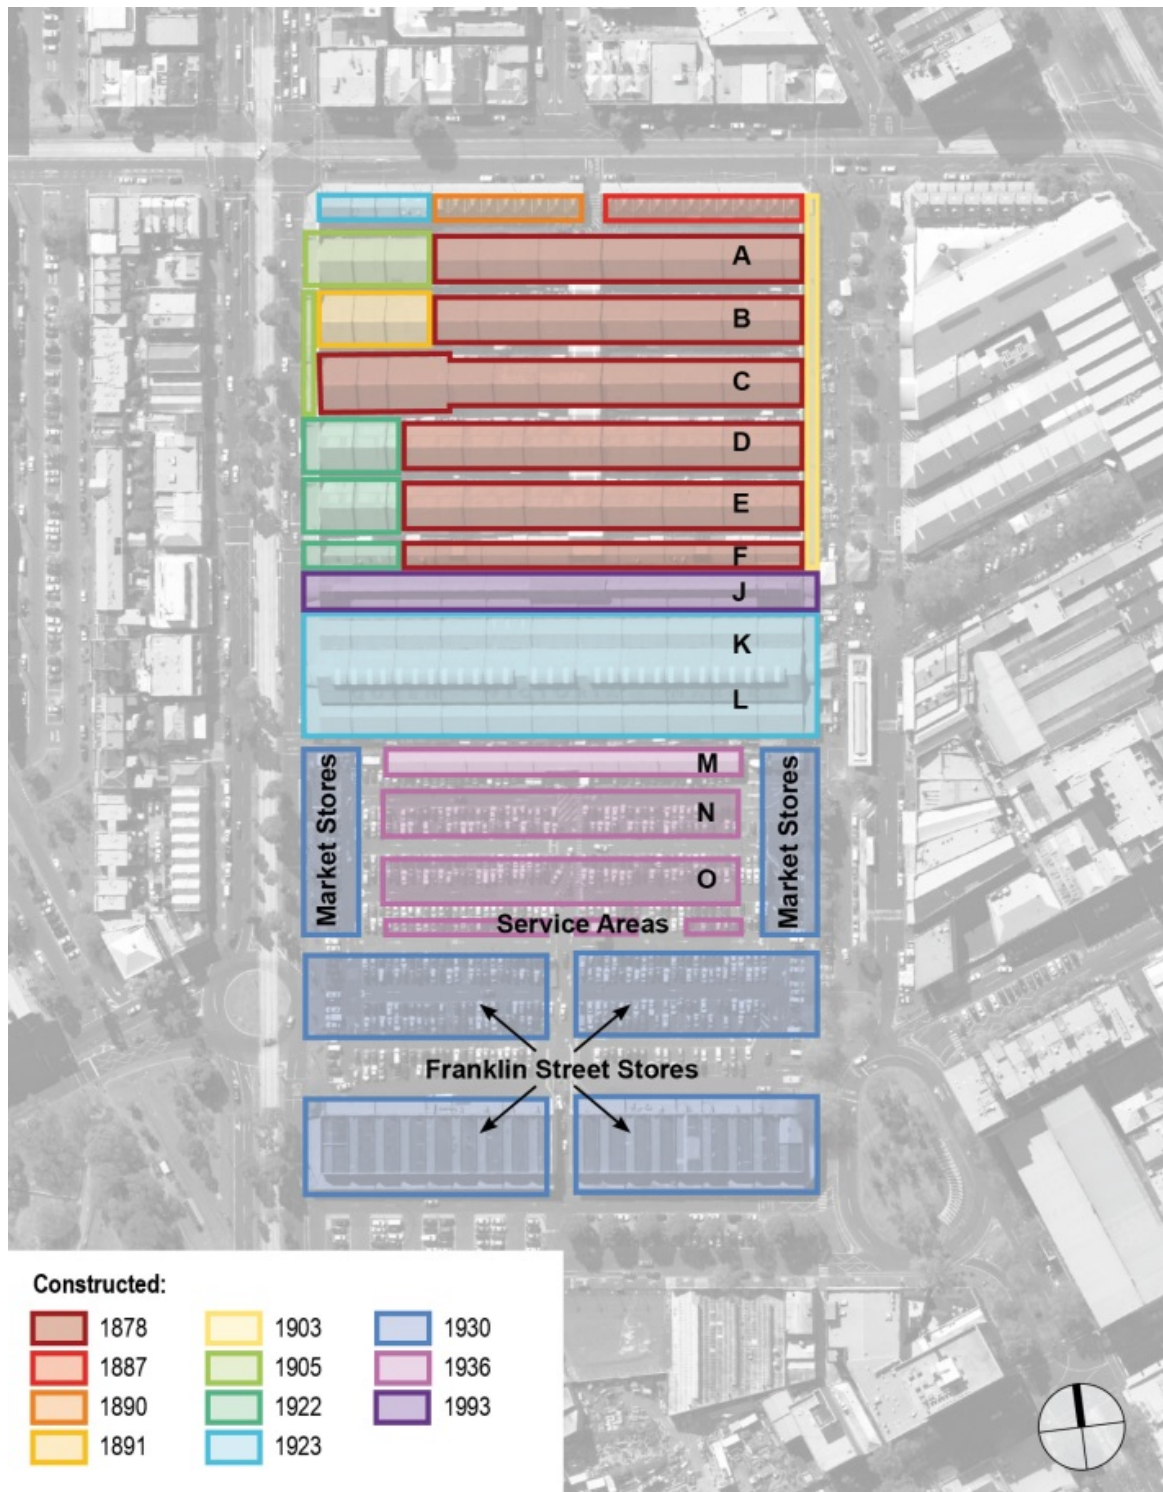 A
B
C
D
E
F
J
K
L
M
N
O
Market Stores
Market Stores
Service Areas
Franklin Street Stores
Constructed:
1878
1887
1890
1891
1903
1905
1922
1923
1930
1936
1993